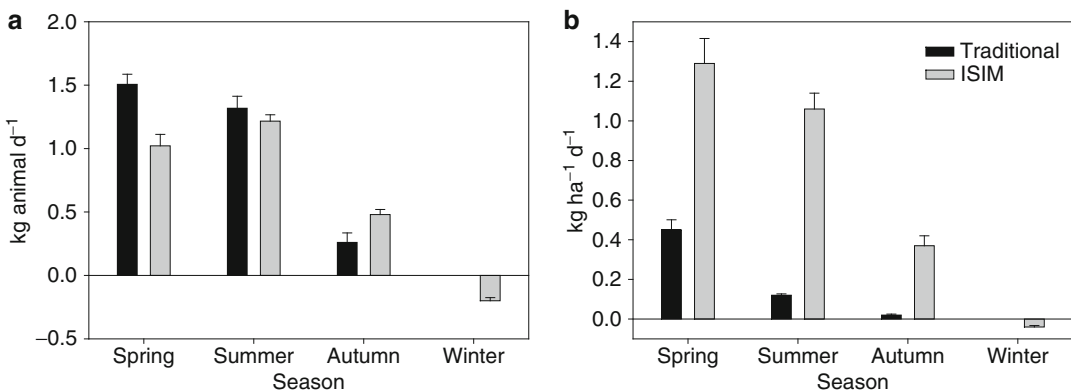 a
2.0
1.5
1.0
0.5
0.0
−0.5
kg animal d⁻¹
Spring Summer Autumn Winter
Season
b
1.4
1.2
1.0
0.8
0.6
0.4
0.2
0.0
kg ha⁻¹ d⁻¹
Traditional
ISIM
Spring Summer Autumn Winter
Season